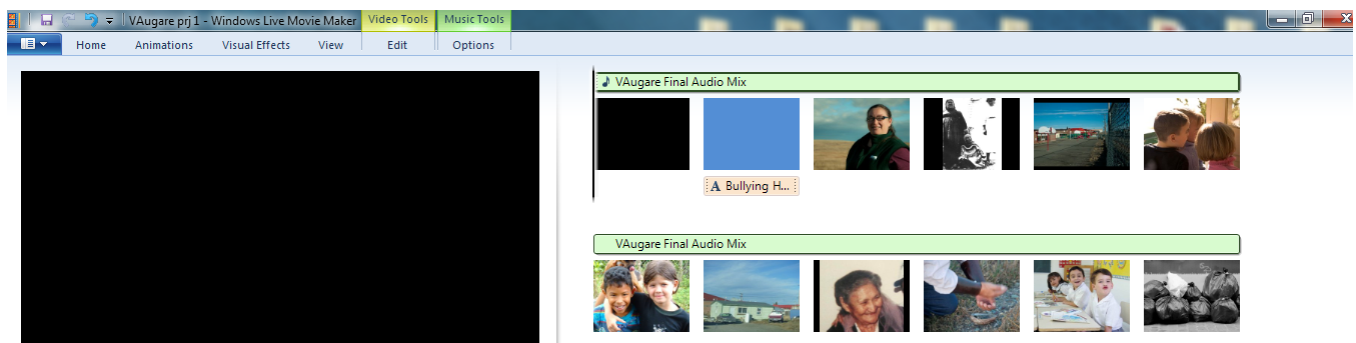 VAugare prj 1 - Windows Live Movie Maker
Video Tools
Music Tools
Home
Animations
Visual Effects
View
Edit
Options
VAugare Final Audio Mix
A Bullying H...
VAugare Final Audio Mix